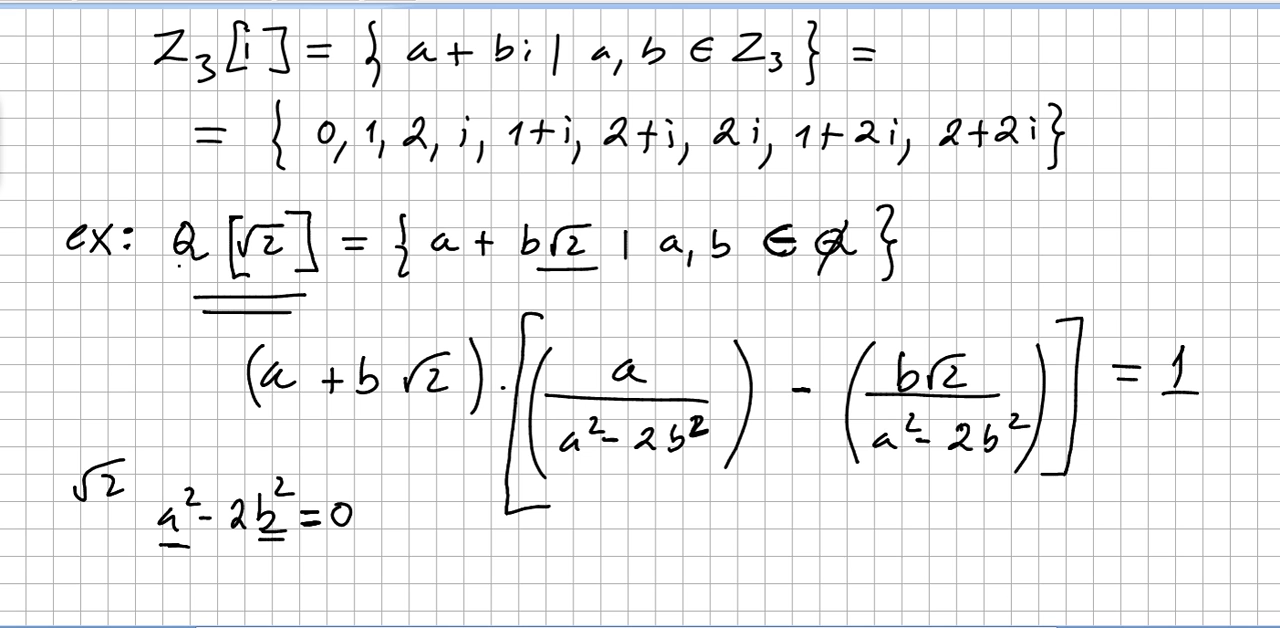 Z₃[i] = { a + bi | a, b ∈ Z₃ } =
= { 0, 1, 2, i, 1+i, 2+i, 2i, 1+2i, 2+2i}
ex: Q [√2] = { a + b√2 | a, b ∈ Q }
(a + b √2) · [(a / (a² - 2b²)) - (b√2 / (a² - 2b²))] = 1
√2 a² - 2b² = 0